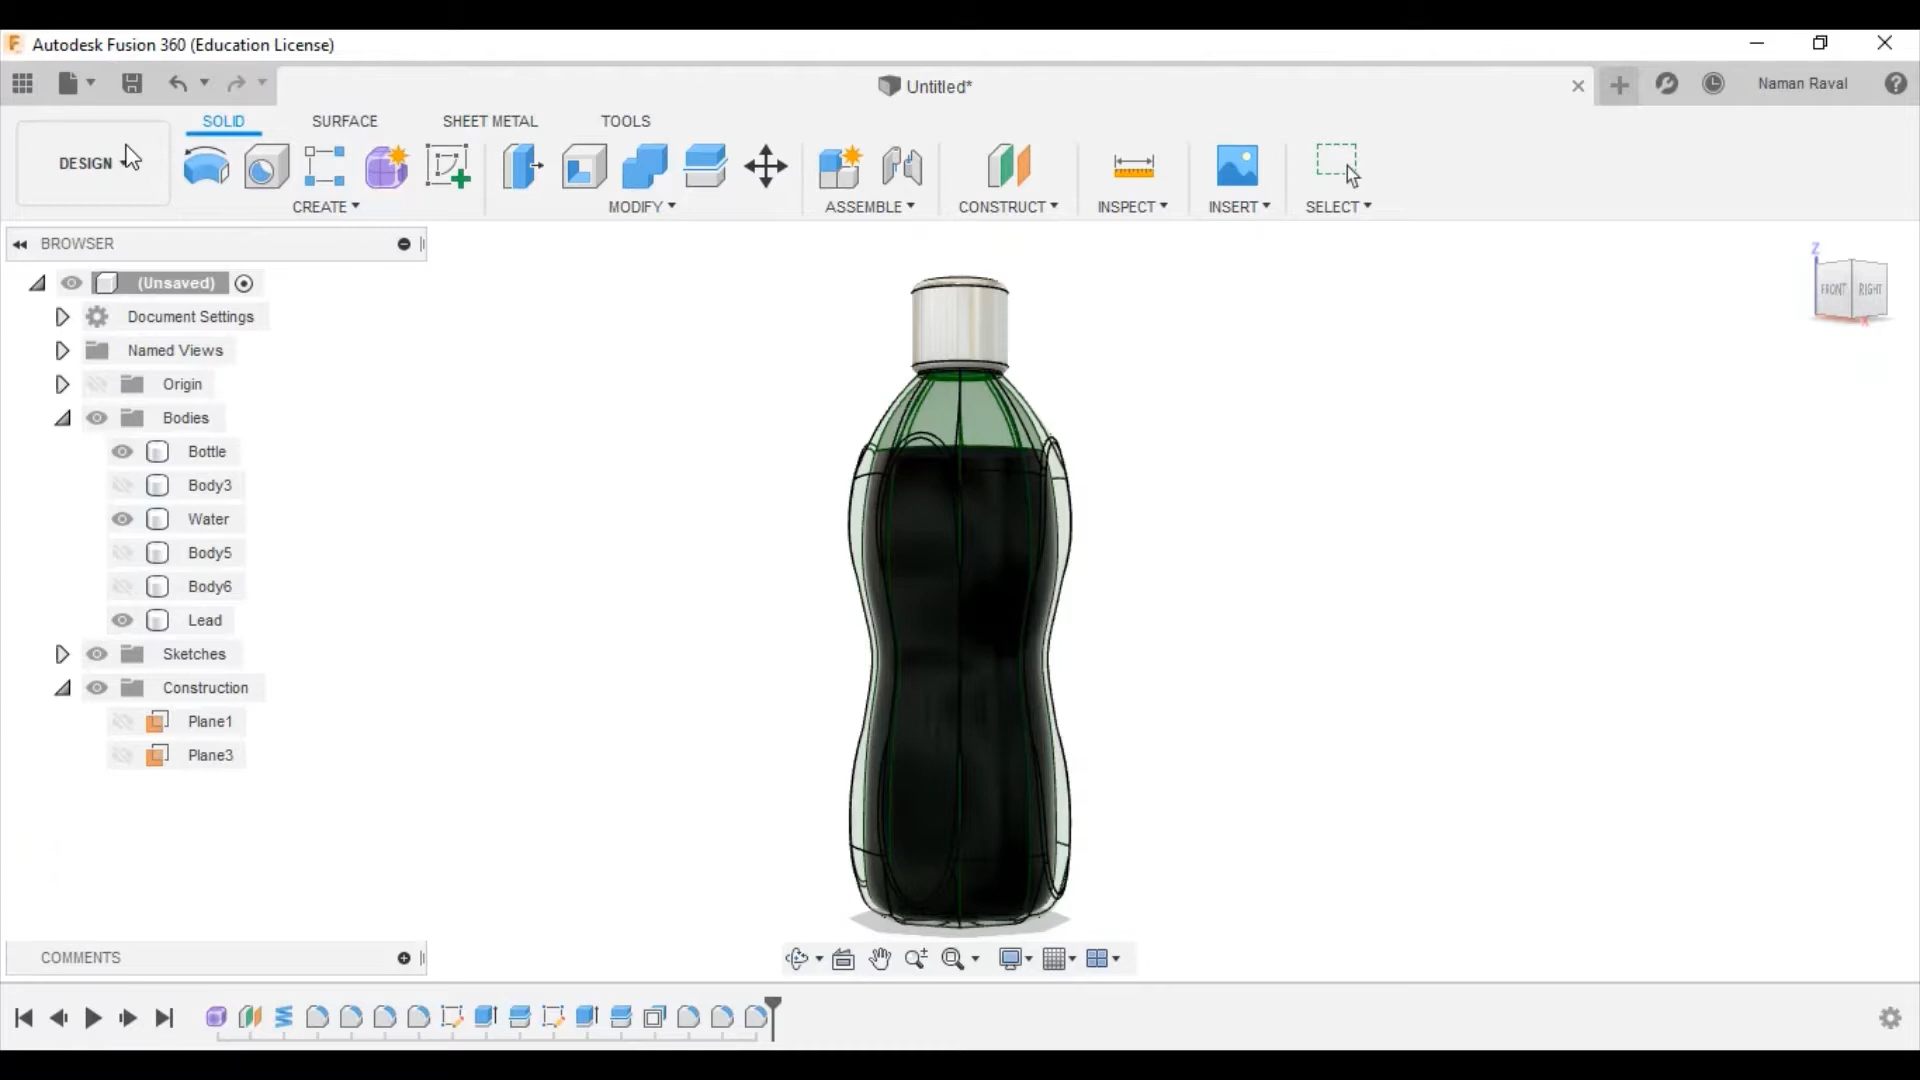 Autodesk Fusion 360 (Education License)
Untitled*
Naman Raval
SOLID
SURFACE
SHEET METAL
TOOLS
DESIGN
CREATE
MODIFY
ASSEMBLE
CONSTRUCT
INSPECT
INSERT
SELECT
BROWSER
(Unsaved)
Document Settings
Named Views
Origin
Bodies
Bottle
Body3
Water
Body5
Body6
Lead
Sketches
Construction
Plane1
Plane3
Z
FRONT
RIGHT
X
COMMENTS